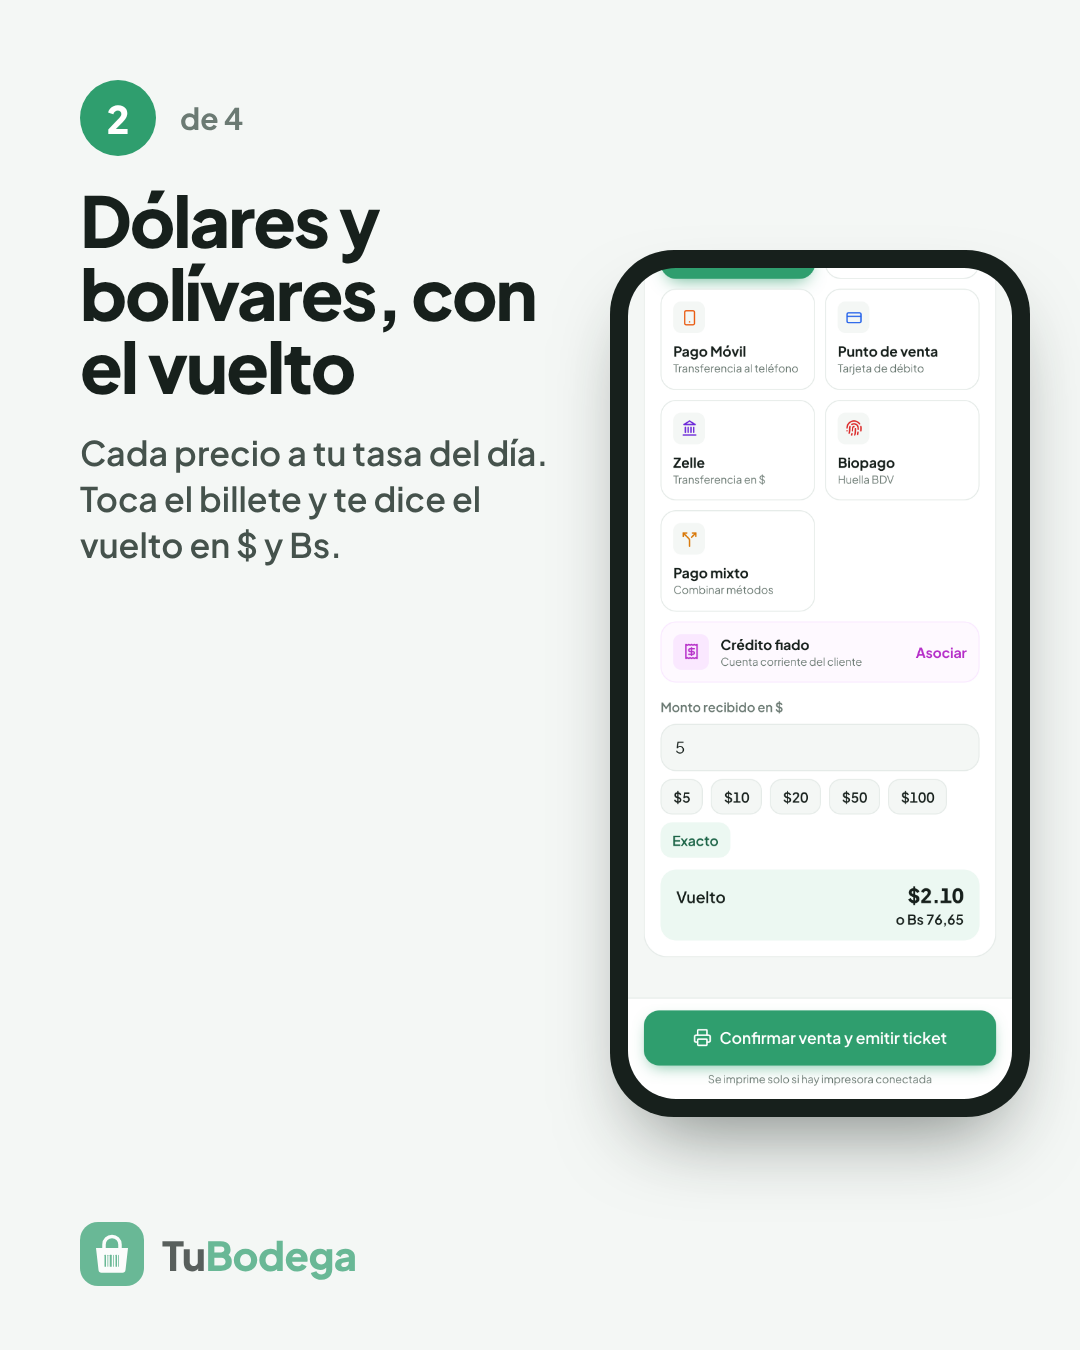 2 de 4
Dólares y
bolívares, con
el vuelto
Cada precio a tu tasa del día.
Toca el billete y te dice el
vuelto en $ y Bs.
Pago Móvil
Transferencia al teléfono
Punto de venta
Tarjeta de débito
Zelle
Transferencia en $
Biopago
Huella BDV
Pago mixto
Combinar métodos
Crédito fiado
Cuenta corriente del cliente
Asociar
Monto recibido en $
5
$5 $10 $20 $50 $100
Exacto
Vuelto $2.10
o Bs 76,65
Confirmar venta y emitir ticket
Se imprime solo si hay impresora conectada
TuBodega